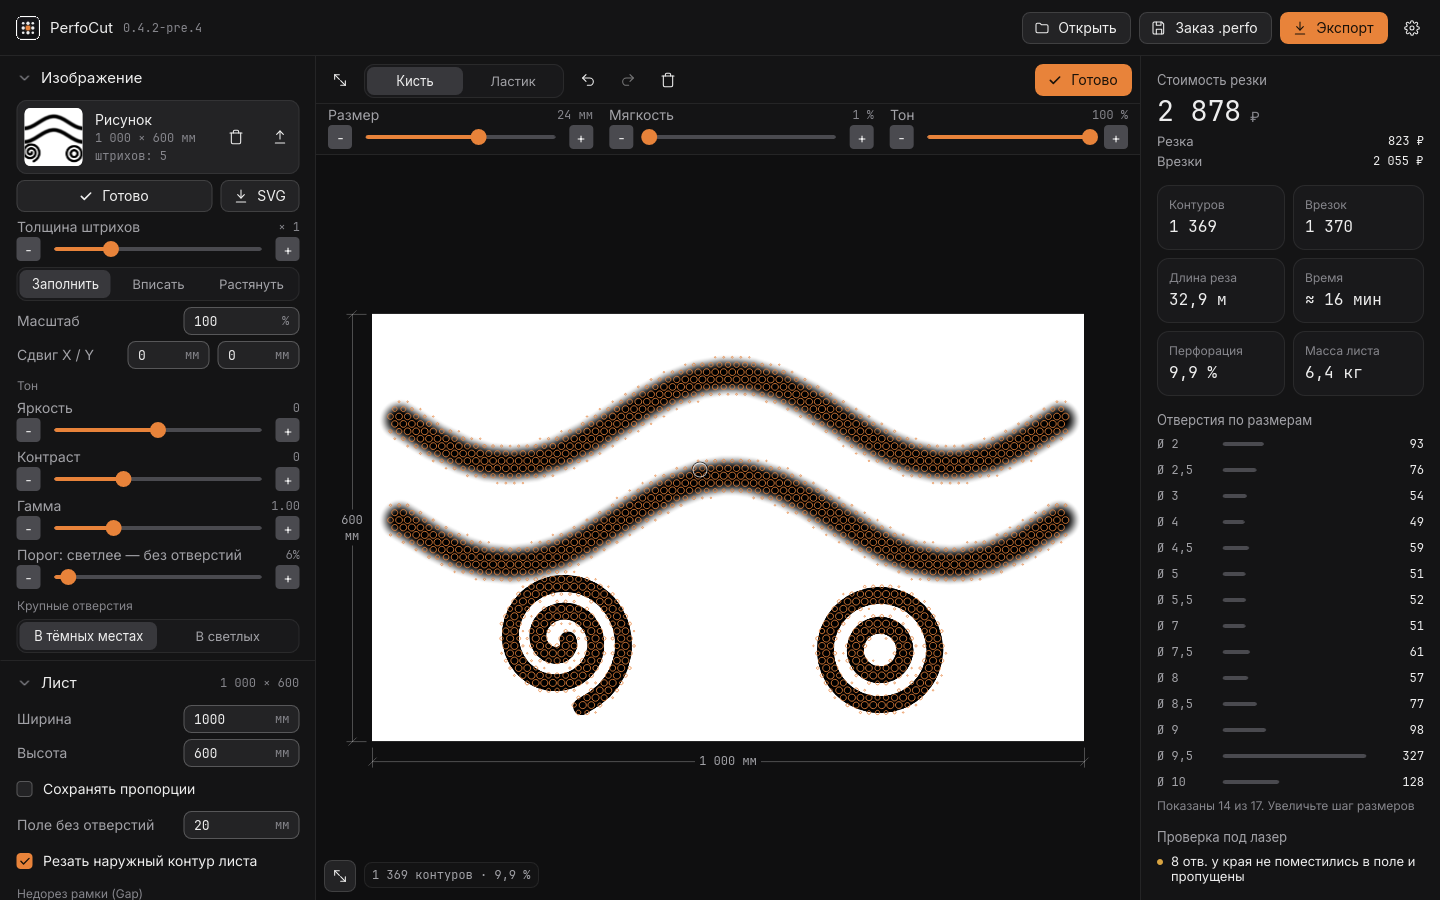 PerfoCut 0.4.2-pre.4
Открыть
Заказ .perfo
Экспорт
Изображение
Рисунок
1 000 × 600 мм
штрихов: 5
Готово
SVG
Толщина штрихов × 1
- +
Заполнить Вписать Растянуть
Масштаб 100 %
Сдвиг X / Y 0 мм 0 мм
Тон
Яркость 0
- +
Контраст 0
- +
Гамма 1.00
- +
Порог: светлее — без отверстий 6%
- +
Крупные отверстия
В тёмных местах В светлых
Лист 1 000 × 600
Ширина 1000 мм
Высота 600 мм
Сохранять пропорции
Поле без отверстий 20 мм
Резать наружный контур листа
Недорез рамки (Gap)
Кисть Ластик
Готово
Размер 24 мм
- +
Мягкость 1 %
- +
Тон 100 %
- +
600
мм
1 000 мм
1 369 контуров · 9,9 %
Стоимость резки
2 878 ₽
Резка 823 ₽
Врезки 2 055 ₽
Контуров
1 369
Врезок
1 370
Длина реза
32,9 м
Время
≈ 16 мин
Перфорация
9,9 %
Масса листа
6,4 кг
Отверстия по размерам
Ø 2 93
Ø 2,5 76
Ø 3 54
Ø 4 49
Ø 4,5 59
Ø 5 51
Ø 5,5 52
Ø 7 51
Ø 7,5 61
Ø 8 57
Ø 8,5 77
Ø 9 98
Ø 9,5 327
Ø 10 128
Показаны 14 из 17. Увеличьте шаг размеров
Проверка под лазер
8 отв. у края не поместились в поле и
пропущены